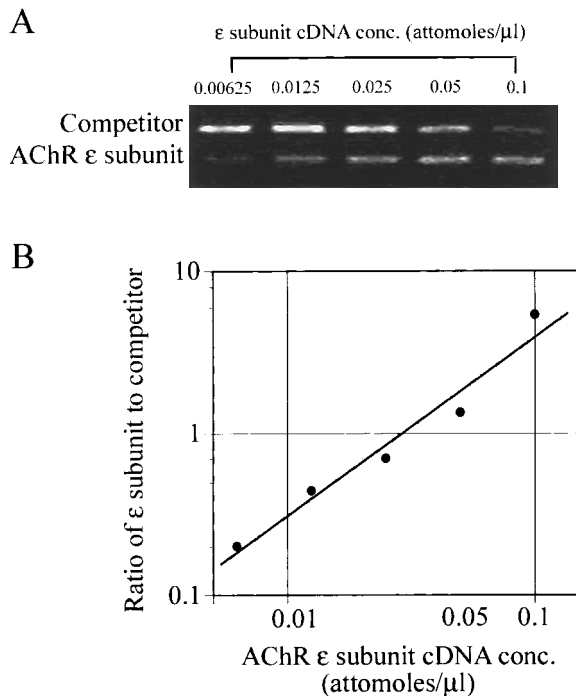 A
ε subunit cDNA conc. (attomoles/µl)
0.00625 0.0125 0.025 0.05 0.1
Competitor
AChR ε subunit
B
Ratio of ε subunit to competitor
10
1
0.1
0.01 0.05 0.1
AChR ε subunit cDNA conc.
(attomoles/µl)